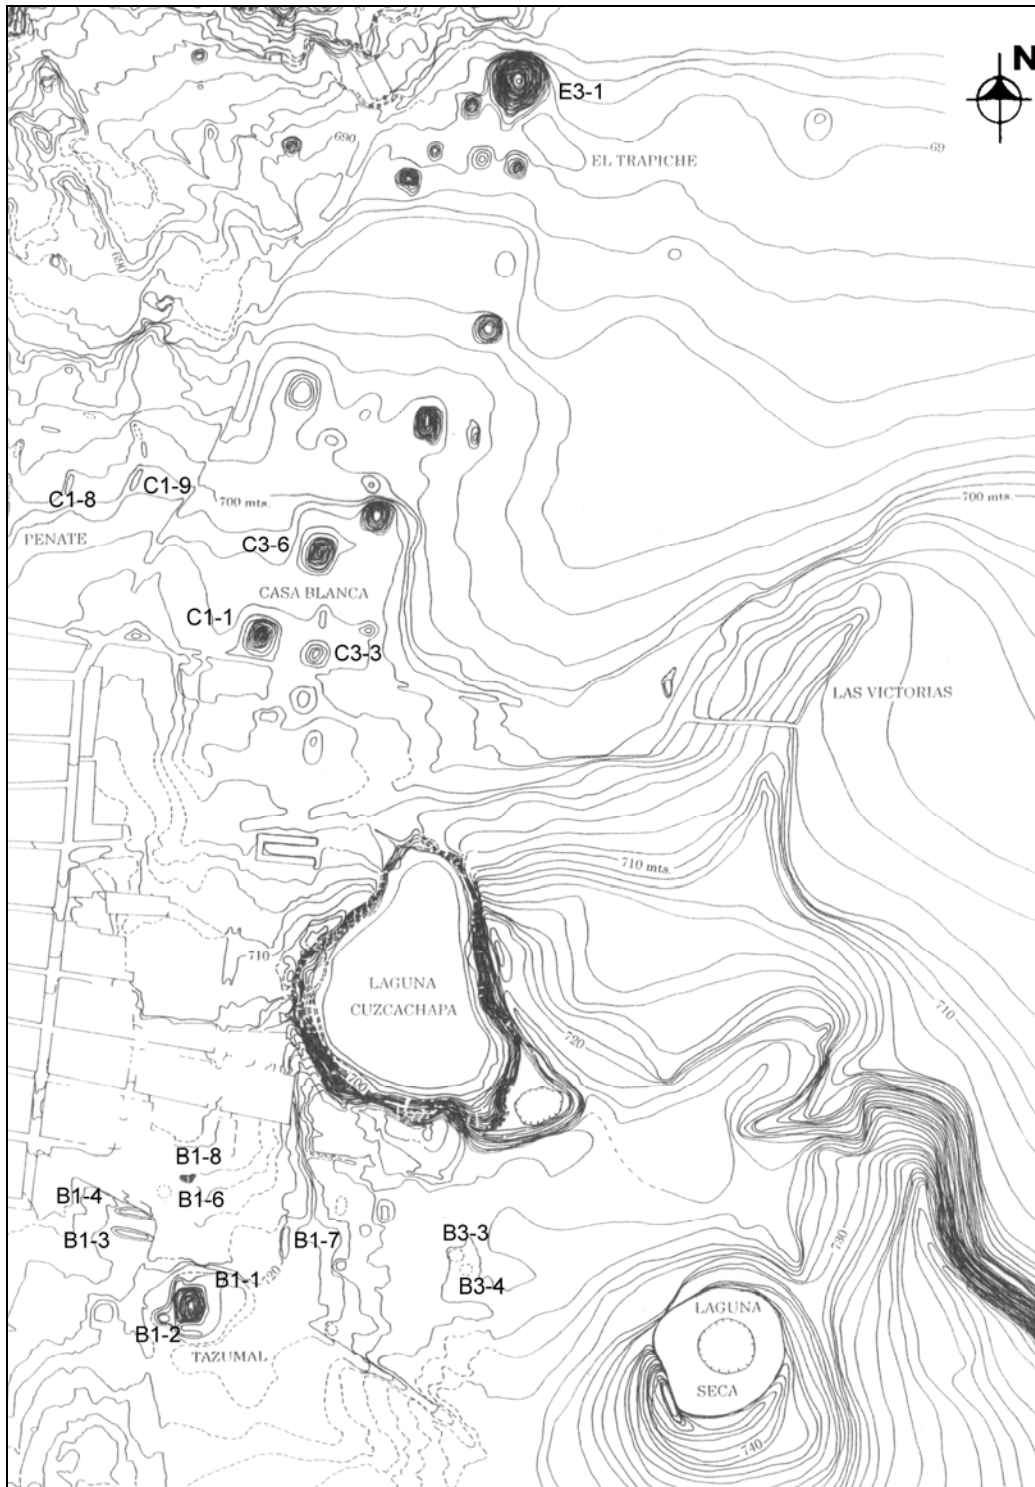 N
E3-1
690
EL TRAPICHE
69
690
C1-8
C1-9
700 mts.
700 mts.
PENATE
C3-6
CASA BLANCA
C1-1
C3-3
LAS VICTORIAS
710 mts.
710
LAGUNA
CUZCACHAPA
710
720
700
B1-8
B1-4
B1-6
B1-3
B1-7
B3-3
730
B1-1
720
B3-4
B1-2
LAGUNA
TAZUMAL
SECA
740